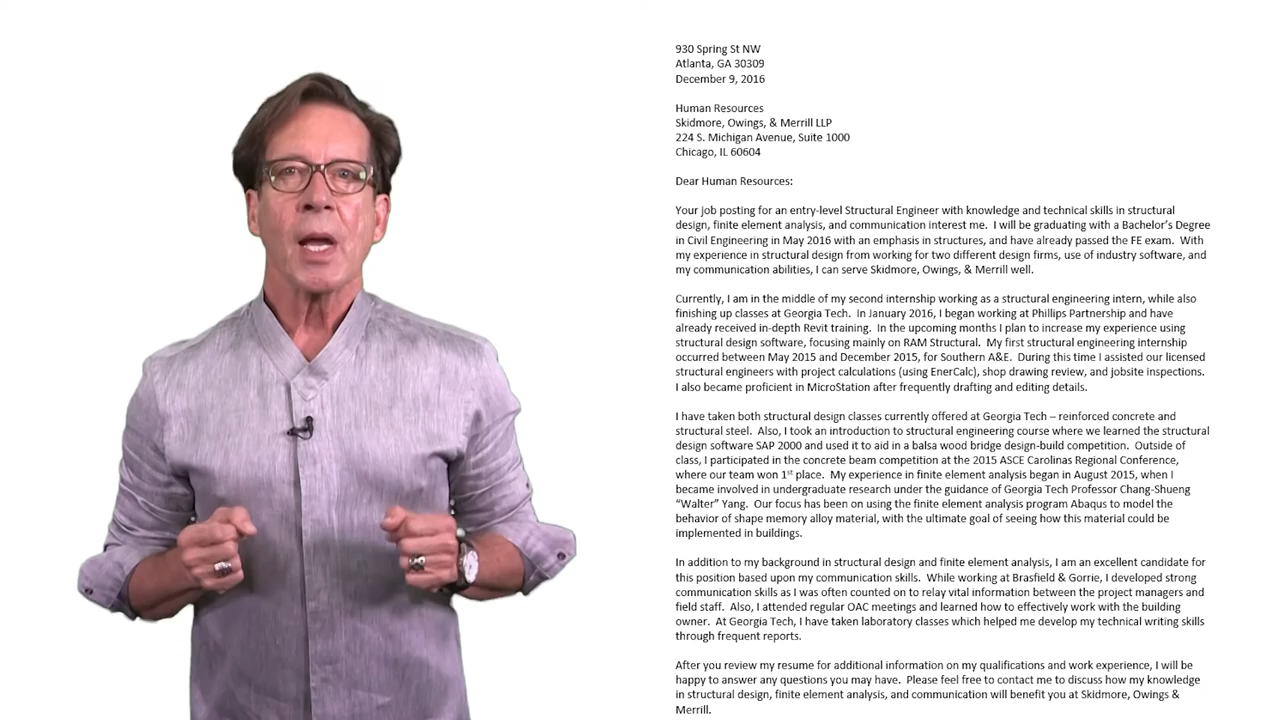 930 Spring St NW
Atlanta, GA 30309
December 9, 2016
Human Resources
Skidmore, Owings, & Merrill LLP
224 S. Michigan Avenue, Suite 1000
Chicago, IL 60604
Dear Human Resources:
Your job posting for an entry-level Structural Engineer with knowledge and technical skills in structural
design, finite element analysis, and communication interest me.  I will be graduating with a Bachelor's Degree
in Civil Engineering in May 2016 with an emphasis in structures, and have already passed the FE exam.  With
my experience in structural design from working for two different design firms, use of industry software, and
my communication abilities, I can serve Skidmore, Owings, & Merrill well.
Currently, I am in the middle of my second internship working as a structural engineering intern, while also
finishing up classes at Georgia Tech.  In January 2016, I began working at Phillips Partnership and have
already received in-depth Revit training.  In the upcoming months I plan to increase my experience using
structural design software, focusing mainly on RAM Structural.  My first structural engineering internship
occurred between May 2015 and December 2015, for Southern A&E.  During this time I assisted our licensed
structural engineers with project calculations (using EnerCalc), shop drawing review, and jobsite inspections.
I also became proficient in MicroStation after frequently drafting and editing details.
I have taken both structural design classes currently offered at Georgia Tech – reinforced concrete and
structural steel.  Also, I took an introduction to structural engineering course where we learned the structural
design software SAP 2000 and used it to aid in a balsa wood bridge design-build competition.  Outside of
class, I participated in the concrete beam competition at the 2015 ASCE Carolinas Regional Conference,
where our team won 1st place.  My experience in finite element analysis began in August 2015, when I
became involved in undergraduate research under the guidance of Georgia Tech Professor Chang-Shueng
“Walter” Yang.  Our focus has been on using the finite element analysis program Abaqus to model the
behavior of shape memory alloy material, with the ultimate goal of seeing how this material could be
implemented in buildings.
In addition to my background in structural design and finite element analysis, I am an excellent candidate for
this position based upon my communication skills.  While working at Brasfield & Gorrie, I developed strong
communication skills as I was often counted on to relay vital information between the project managers and
field staff.  Also, I attended regular OAC meetings and learned how to effectively work with the building
owner.  At Georgia Tech, I have taken laboratory classes which helped me develop my technical writing skills
through frequent reports.
After you review my resume for additional information on my qualifications and work experience, I will be
happy to answer any questions you may have.  Please feel free to contact me to discuss how my knowledge
in structural design, finite element analysis, and communication will benefit you at Skidmore, Owings &
Merrill.